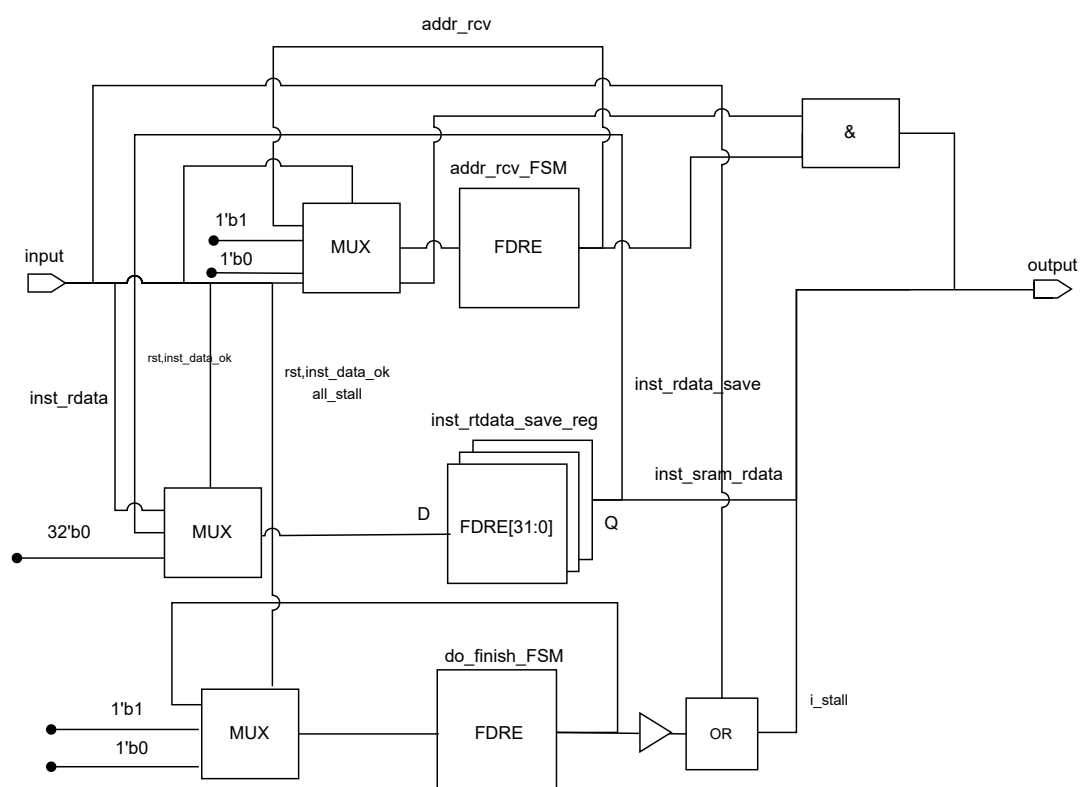 addr_rcv
&
addr_rcv_FSM
1'b1
MUX
FDRE
input
1'b0
output
rst,inst_data_ok
rst,inst_data_ok
all_stall
inst_rdata
inst_rdata_save
inst_rtdata_save_reg
inst_sram_rdata
D
Q
32'b0
MUX
FDRE[31:0]
do_finish_FSM
i_stall
1'b1
MUX
FDRE
OR
1'b0